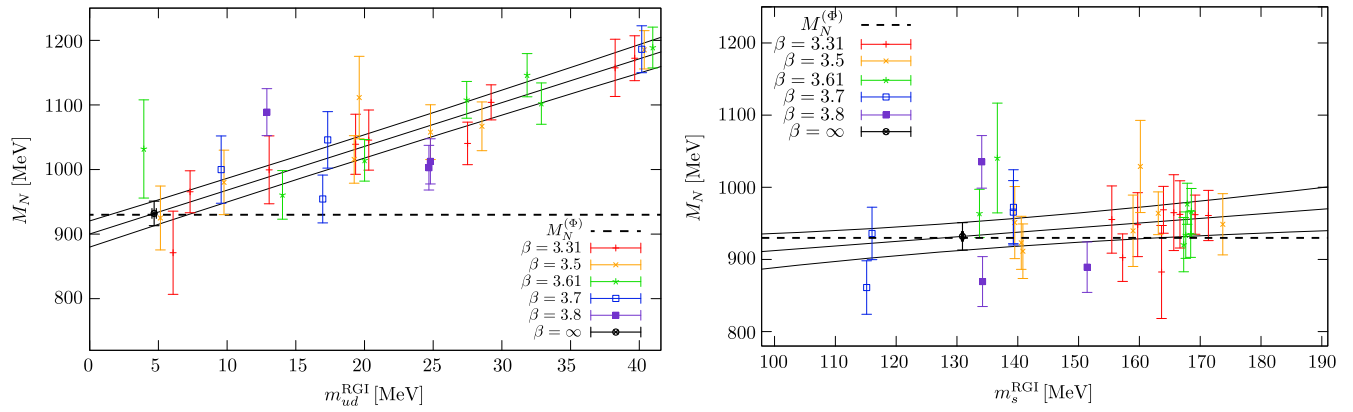 1200
1100
1000
900
800
M_N [MeV]
0 5 10 15 20 25 30 35 40
m_{ud}^{RGI} [MeV]
M_N^{(Φ)}
β = 3.31
β = 3.5
β = 3.61
β = 3.7
β = 3.8
β = ∞
1200
1100
1000
900
800
M_N [MeV]
100 110 120 130 140 150 160 170 180 190
m_s^{RGI} [MeV]
M_N^{(Φ)}
β = 3.31
β = 3.5
β = 3.61
β = 3.7
β = 3.8
β = ∞